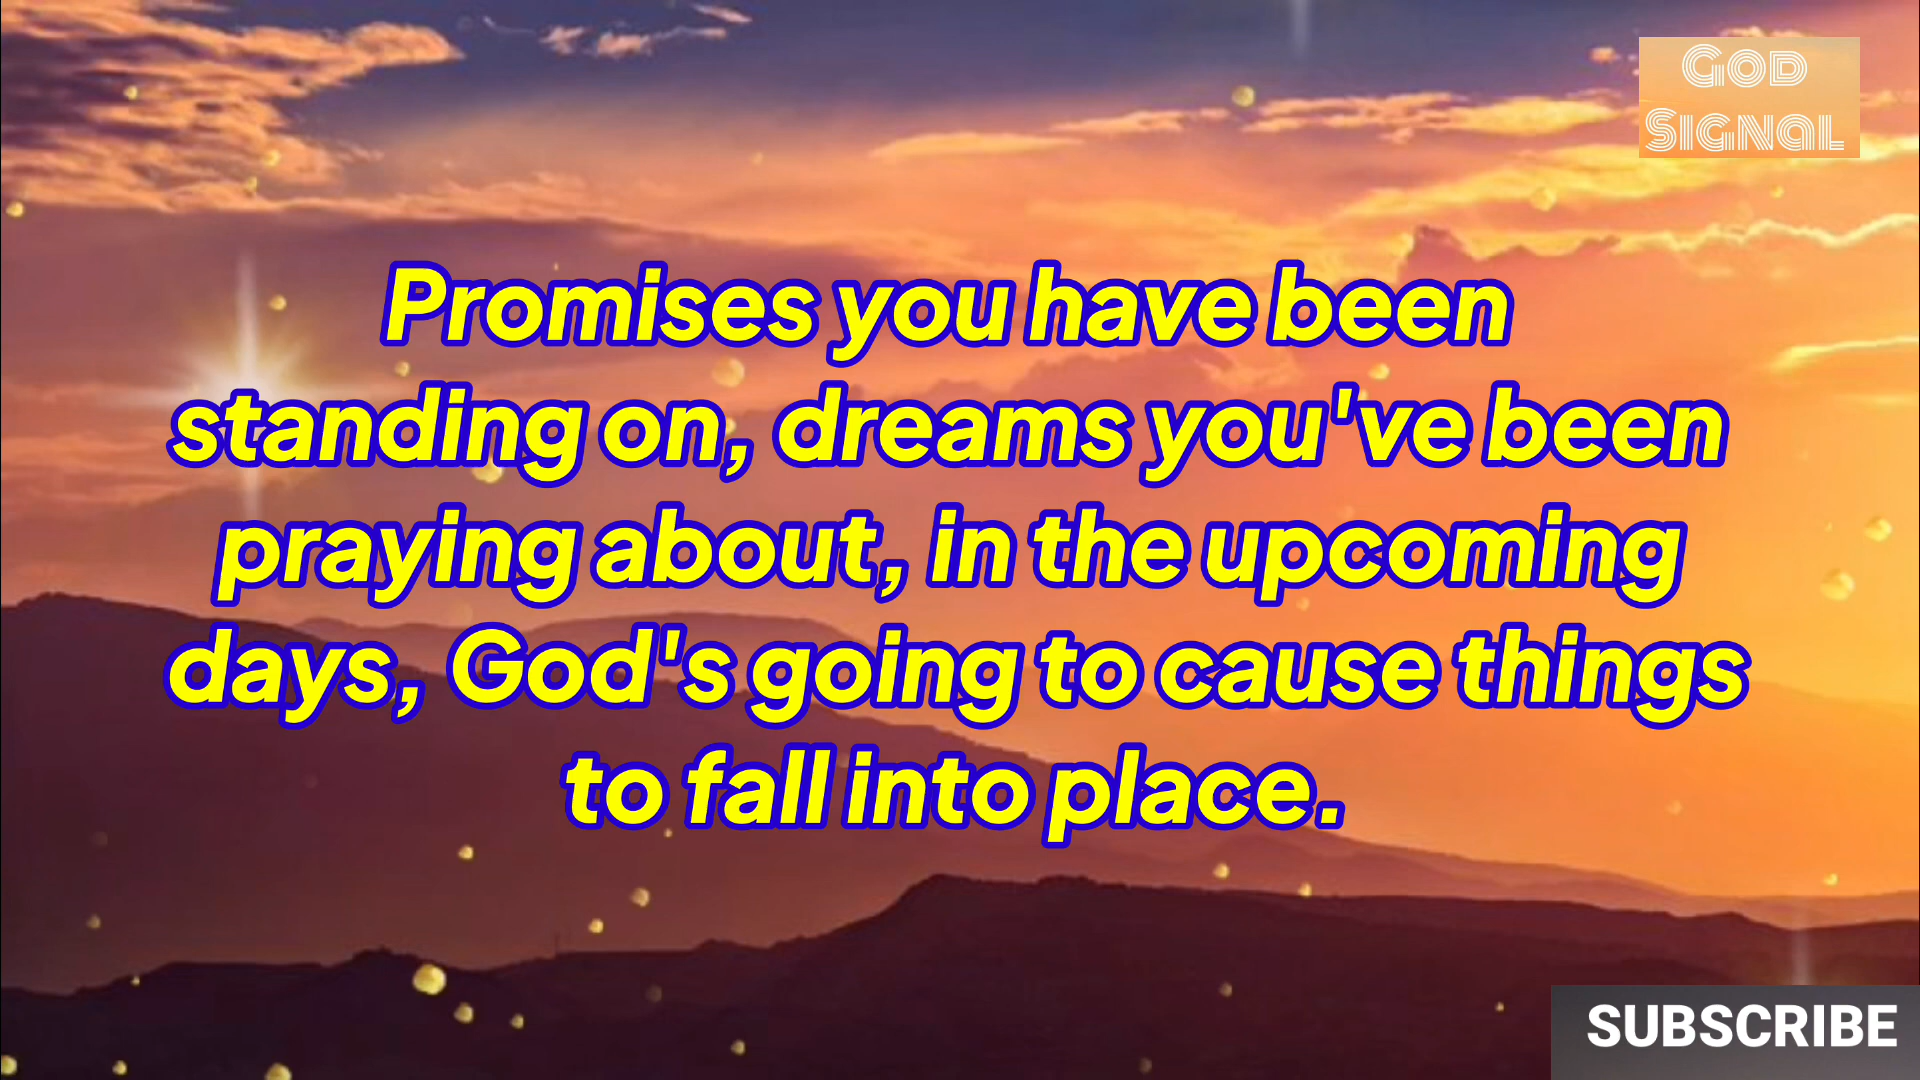 GOD
SIGNAL
Promises you have been
standing on, dreams you've been
praying about, in the upcoming
days, God's going to cause things
to fall into place.
SUBSCRIBE